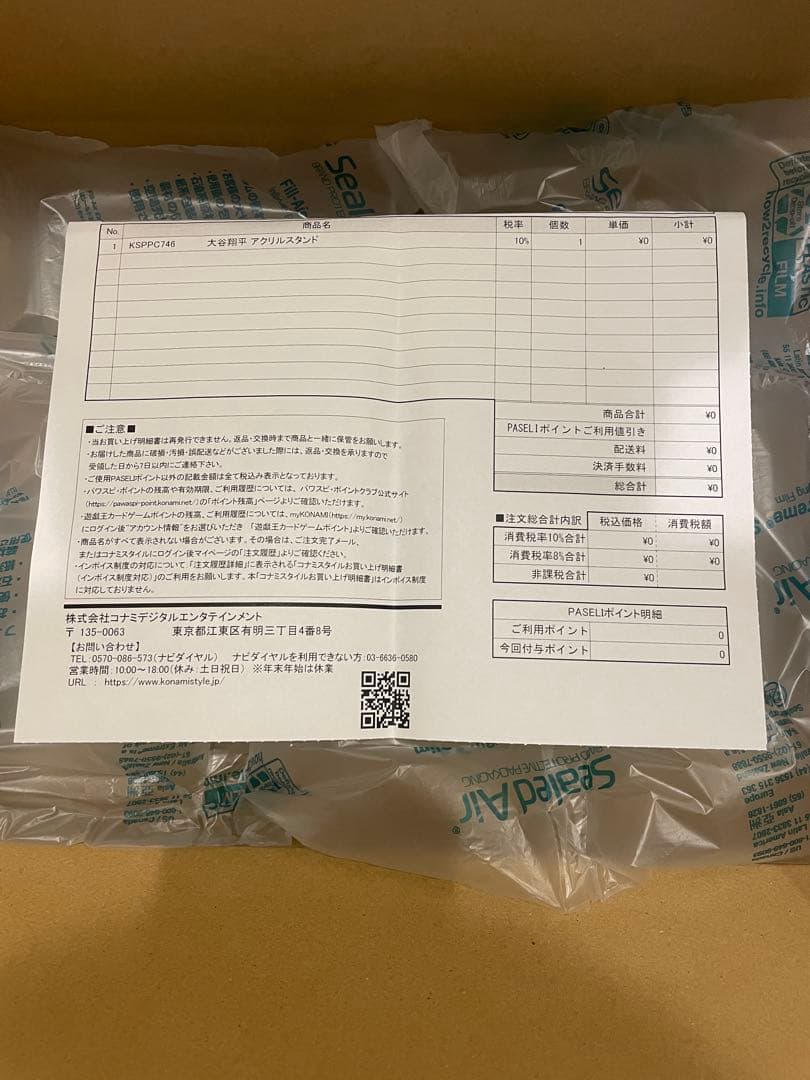 Sealed Air
Fill-Air
how2recycle.info
FILM
No. 商品名 税率 個数 単価 小計
1 KSPPC746 大谷翔平 アクリルスタンド 10% 1 ¥0 ¥0
商品合計 ¥0
PASELIポイントご利用値引き
配送料 ¥0
決済手数料 ¥0
総合計 ¥0
■ご注意■
・当お買い上げ明細書は再発行できません。返品・交換時まで商品と一緒に保管をお願いします。
・お届けした商品に破損・汚損・誤配送などがございました際には、返品・交換を承りますので
受領した日から7日以内にご連絡下さい。
・ご使用PASELIポイント以外の記載金額は全て税込み表示となっております。
・パワスピ・ポイントの残高や有効期限、ご利用履歴については、パワスピ・ポイントクラブ公式サイト
(https://pawaspi-point.konami.net/)の「ポイント残高」ページよりご確認いただけます。
・遊戯王カードゲームポイントの残高、ご利用履歴については、myKONAMI(https://my.konami.net/)
にログイン後"アカウント情報"をお選びいただき 「遊戯王カードゲームポイント」よりご確認いただけます。
・商品名がすべて表示されない場合がございます。その場合は、ご注文完了メール、
またはコナミスタイルにログイン後マイページの「注文履歴」よりご確認ください。
・インボイス制度の対応について:「注文履歴詳細」に表示される「コナミスタイルお買い上げ明細書
(インボイス制度対応)」のご利用をお願いします。本「コナミスタイルお買い上げ明細書」はインボイス制度
に対応しておりません。
■注文総合計内訳 税込価格 消費税額
消費税率10%合計 ¥0 ¥0
消費税率8%合計 ¥0 ¥0
非課税合計 ¥0
PASELIポイント明細
ご利用ポイント 0
今回付与ポイント 0
株式会社コナミデジタルエンタテインメント
〒 135-0063 東京都江東区有明三丁目4番8号
【お問い合わせ】
TEL:0570-086-573(ナビダイヤル) ナビダイヤルを利用できない方:03-6636-0580
営業時間:10:00~18:00(休み:土日祝日) ※年末年始は休業
URL : https://www.konamistyle.jp/
Sealed Air
PROTECTIVE PACKAGING